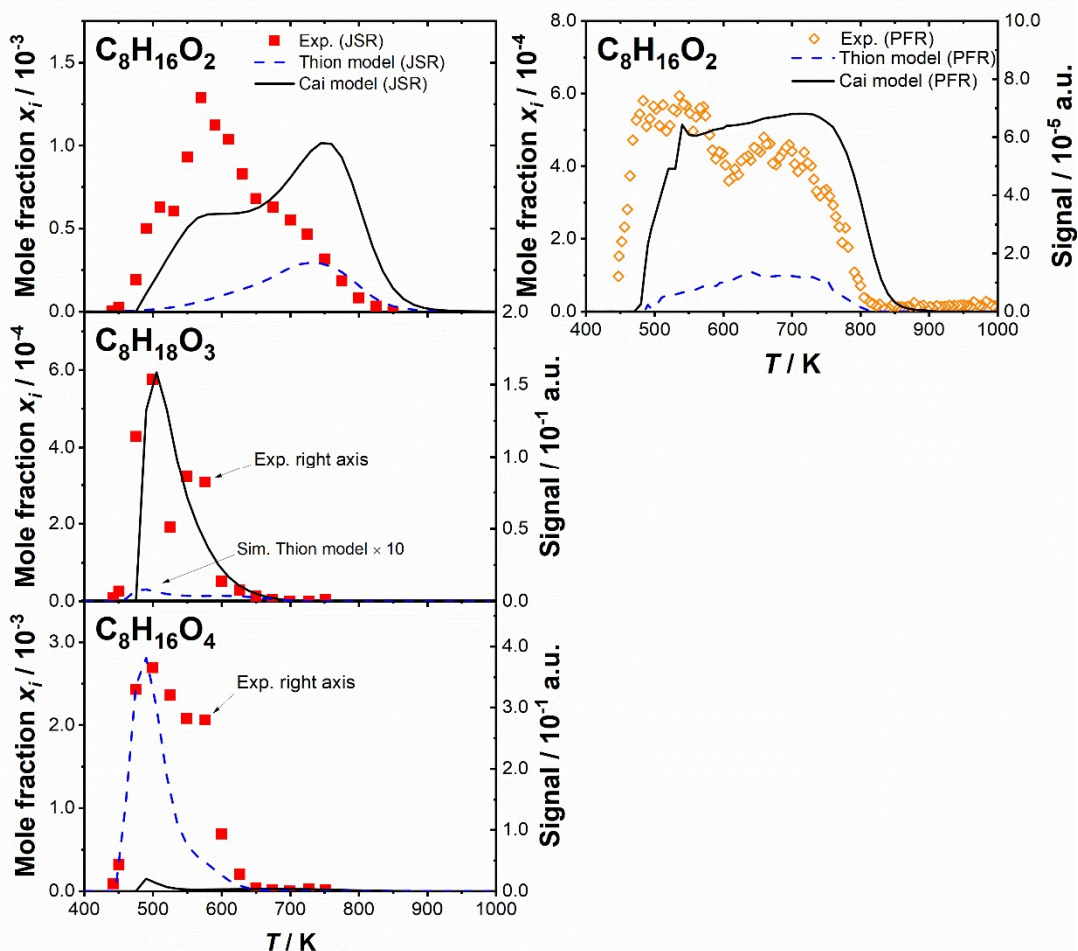 C8H16O2
Exp. (JSR)
Thion model (JSR)
Cai model (JSR)
Mole fraction xi / 10-3
1.5
1.0
0.5
0.0
C8H16O2
Exp. (PFR)
Thion model (PFR)
Cai model (PFR)
Mole fraction xi / 10-4
8.0
6.0
4.0
2.0
0.0
Signal / 10-5 a.u.
10.0
8.0
6.0
4.0
2.0
0.0
400 500 600 700 800 900 1000
T / K
C8H18O3
Mole fraction xi / 10-4
6.0
4.0
2.0
0.0
Exp. right axis
Sim. Thion model × 10
Signal / 10-1 a.u.
2.0
1.5
1.0
0.5
0.0
C8H16O4
Mole fraction xi / 10-3
3.0
2.0
1.0
0.0
Exp. right axis
Signal / 10-1 a.u.
4.0
3.0
2.0
1.0
0.0
400 500 600 700 800 900 1000
T / K